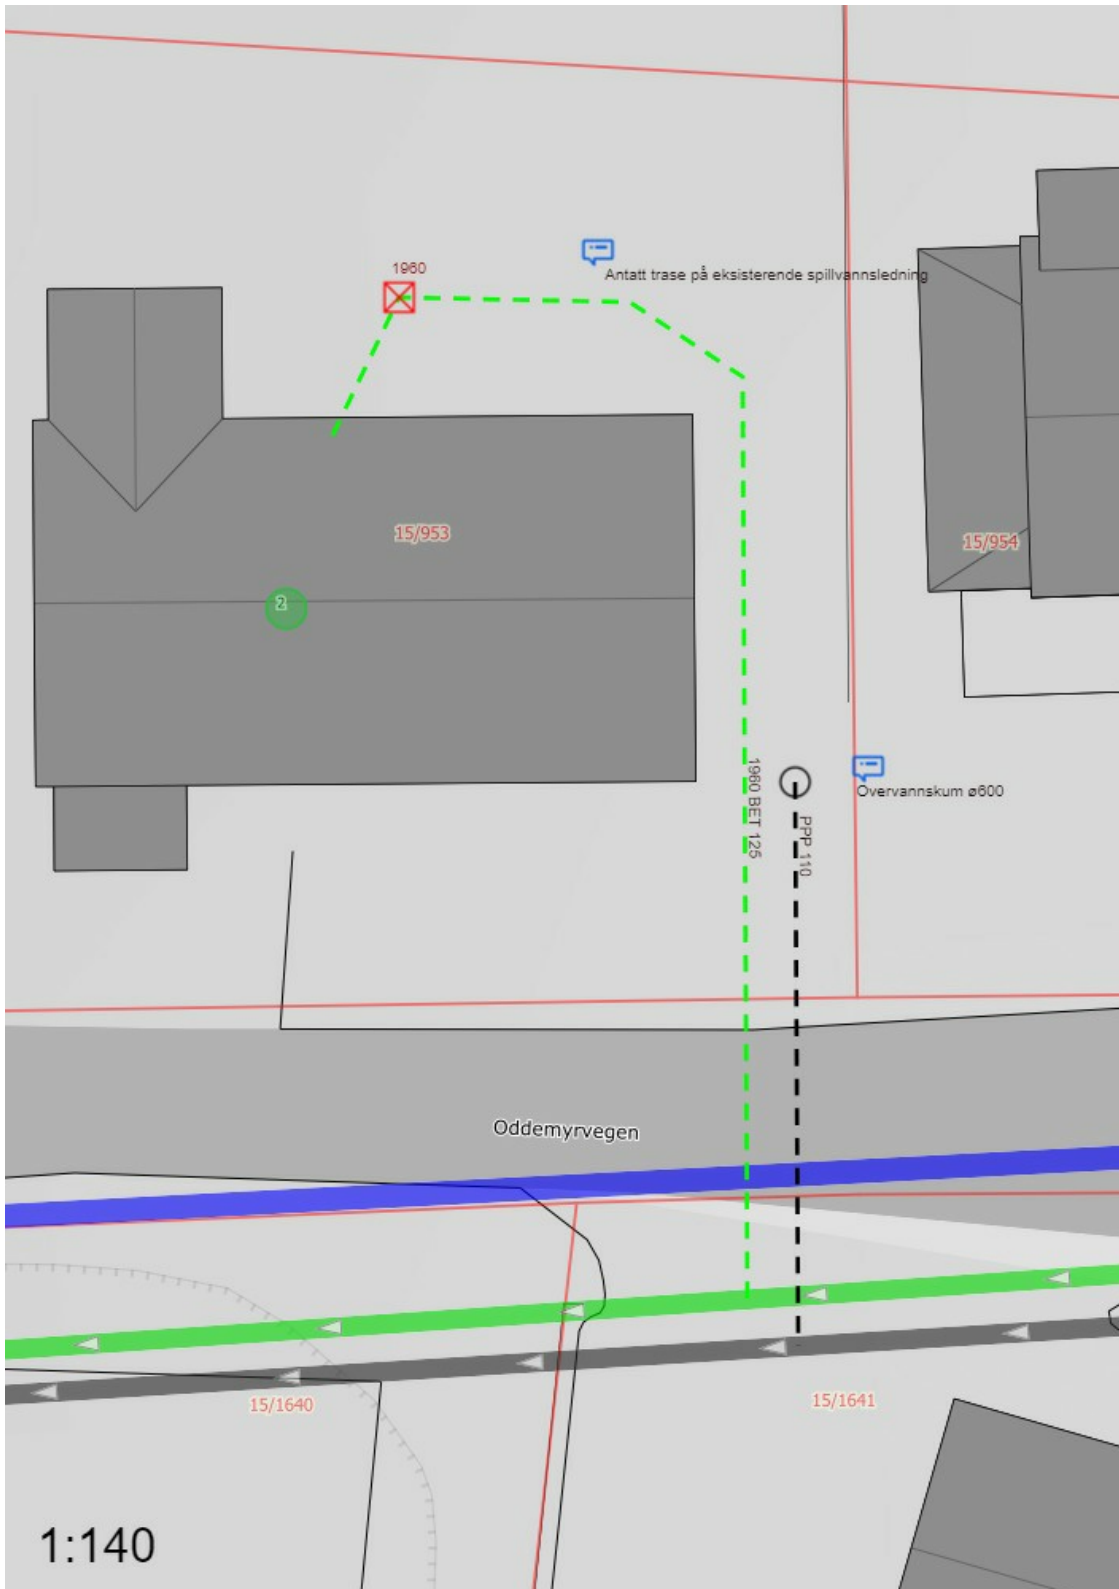 1960
Antatt trase på eksisterende spillvannsledning
15/953
15/954
2
1960 BET 125
PPP 110
Overvannskum ø600
Oddemyrvegen
15/1640
15/1641
1:140